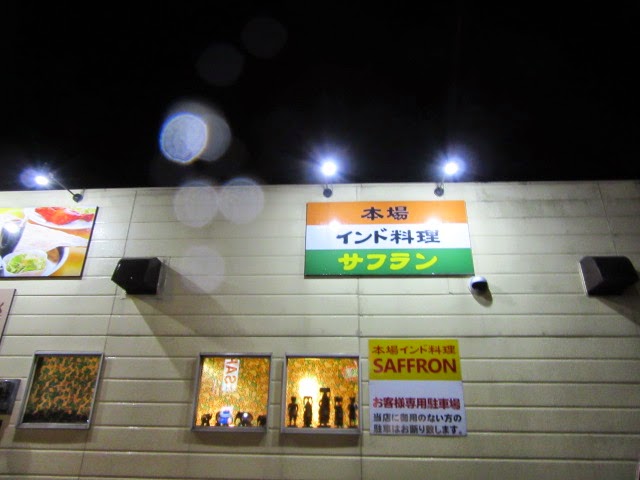 本場
インド料理
サフラン
本場インド料理
SAFFRON
お客様専用駐車場
当店に御用のない方の
駐車はお断り致します。